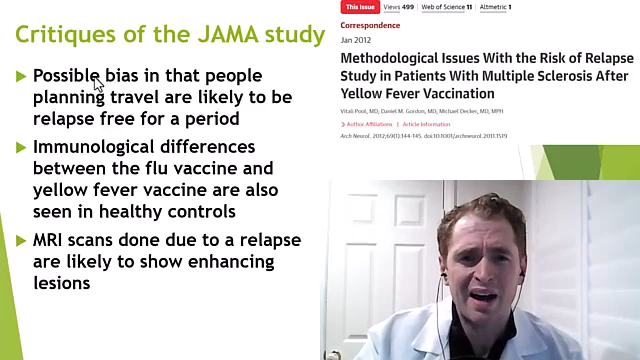 Critiques of the JAMA study
Possible bias in that people
planning travel are likely to be
relapse free for a period
Immunological differences
between the flu vaccine and
yellow fever vaccine are also
seen in healthy controls
MRI scans done due to a relapse
are likely to show enhancing
lesions
This Issue Views 499 | Web of Science 11 | Altmetric 1
Correspondence
Jan 2012
Methodological Issues With the Risk of Relapse
Study in Patients With Multiple Sclerosis After
Yellow Fever Vaccination
Vitali Pool, MD; Daniel M. Gordon, MD; Michael Decker, MD, MPH
Author Affiliations | Article Information
Arch Neurol. 2012;69(1):144-145. doi:10.1001/archneurol.2011.1519